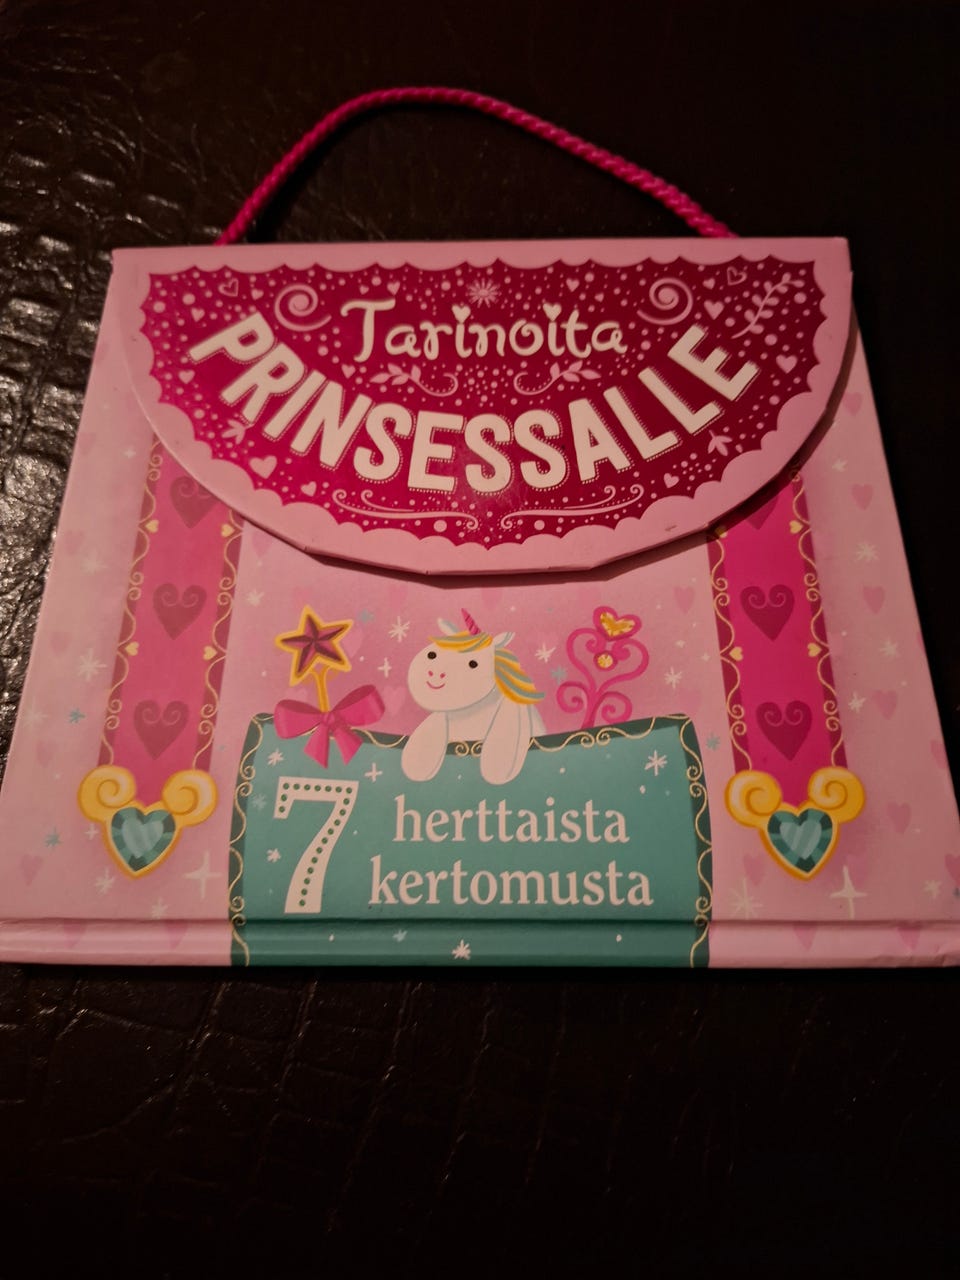 Tarinoita
PRINSESSALLE
7 herttaista
kertomusta